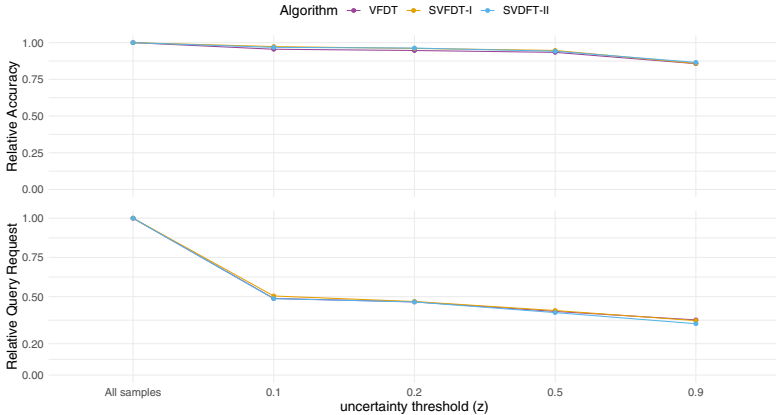 Algorithm VFDT SVFDT-I SVDFT-II
Relative Accuracy
1.00
0.75
0.50
0.25
0.00
Relative Query Request
1.00
0.75
0.50
0.20
0.00
All samples 0.1 0.2 0.5 0.9
uncertainty threshold (z)